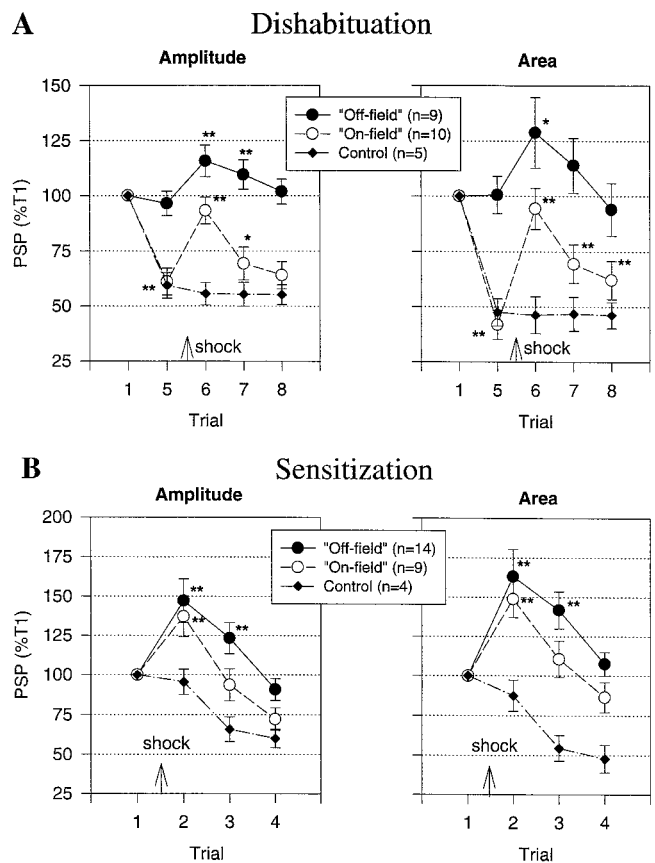 A Dishabituation
Amplitude
Area
150
125
100
75
50
25
PSP (%T1)
"Off-field" (n=9)
"On-field" (n=10)
Control (n=5)
**
**
**
**
*
shock
1 5 6 7 8
Trial
*
**
**
**
**
shock
1 5 6 7 8
Trial
B Sensitization
Amplitude
Area
200
175
150
125
100
75
50
25
PSP (%T1)
"Off-field" (n=14)
"On-field" (n=9)
Control (n=4)
**
**
**
shock
1 2 3 4
Trial
**
**
**
shock
1 2 3 4
Trial